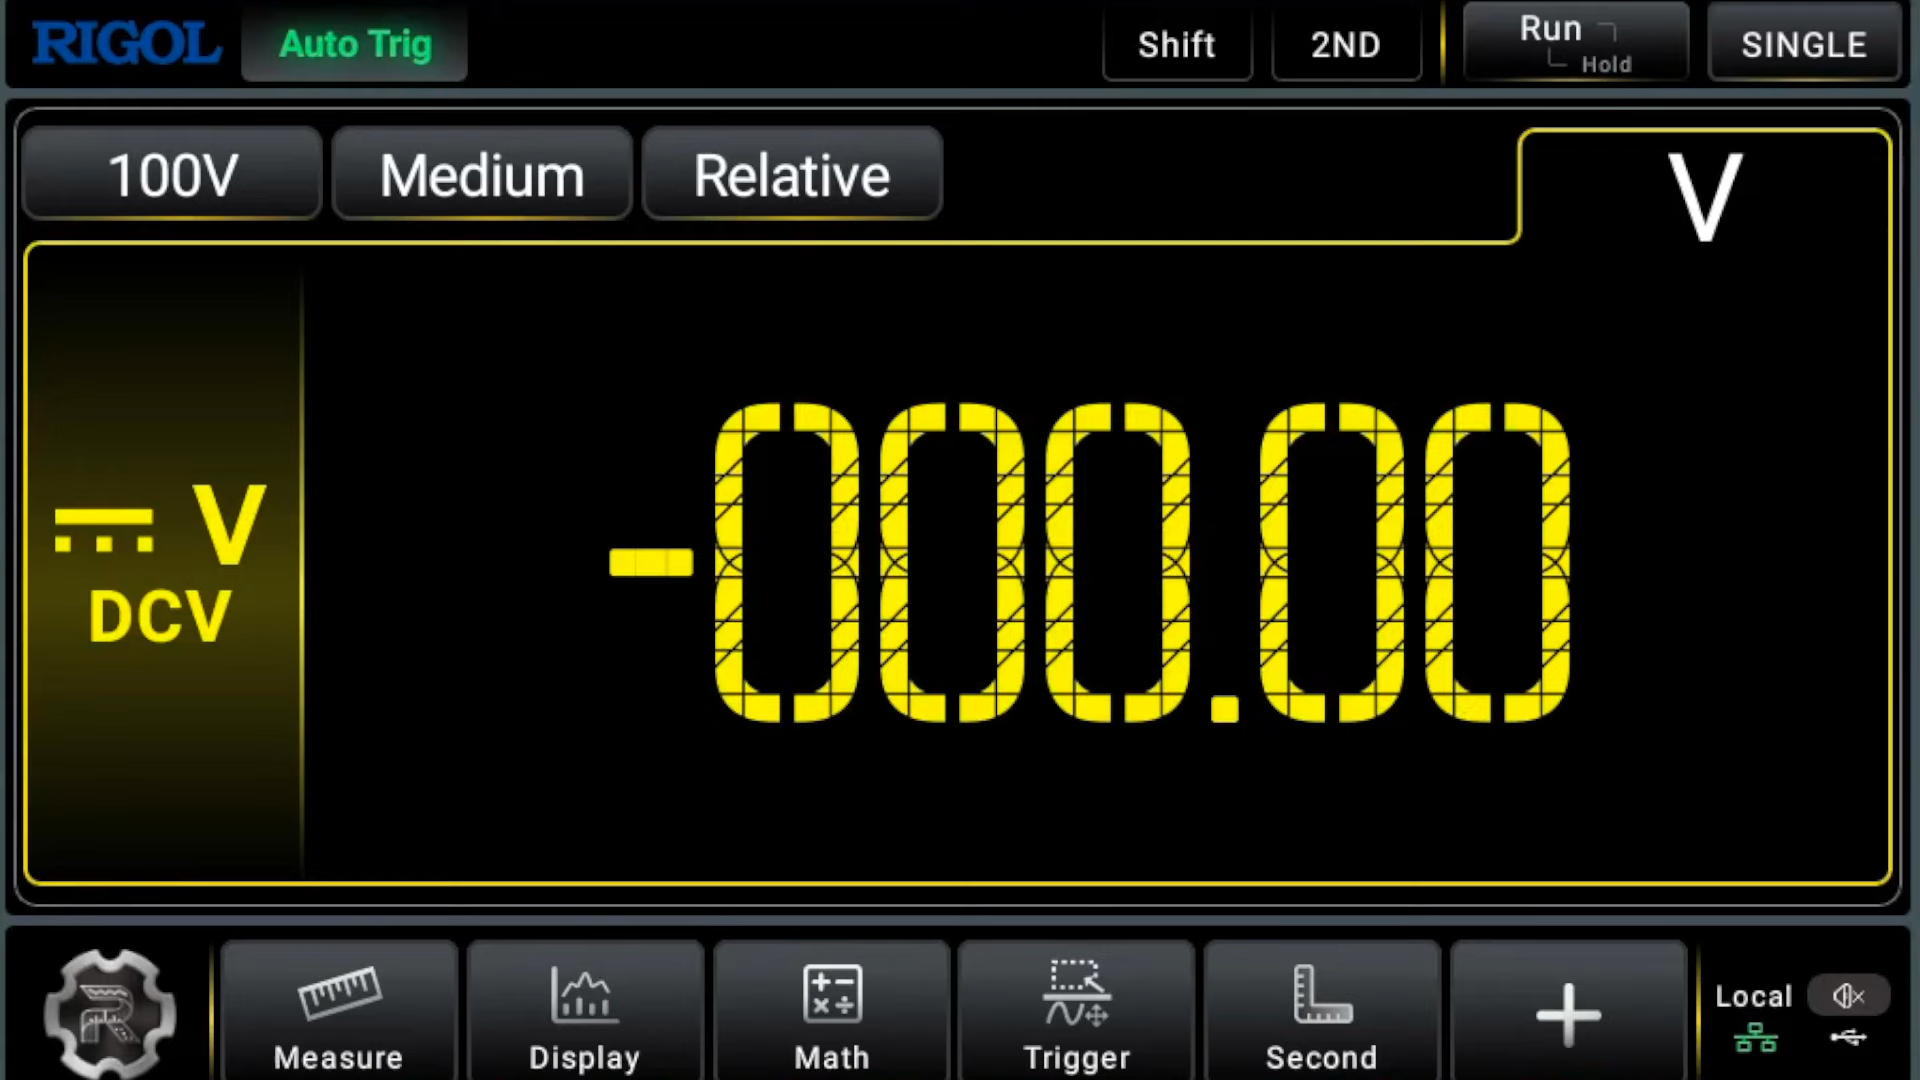 RIGOL Auto Trig Shift 2ND Run Hold SINGLE
100V Medium Relative V
-000.00
V
DCV
Measure Display Math Trigger Second + Local